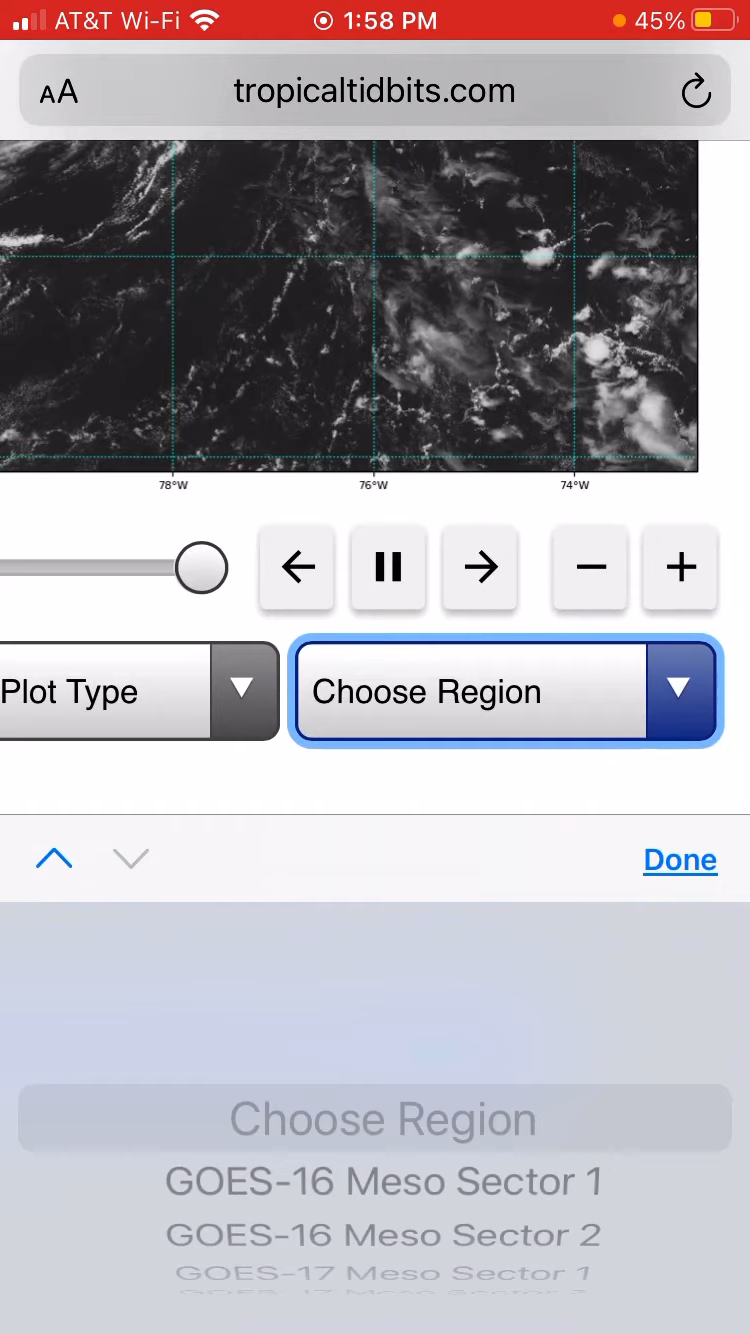 AT&T Wi-Fi 1:58 PM 45%
AA tropicaltidbits.com
78°W 76°W 74°W
Plot Type Choose Region
Done
Choose Region
GOES-16 Meso Sector 1
GOES-16 Meso Sector 2
GOES-17 Meso Sector 1